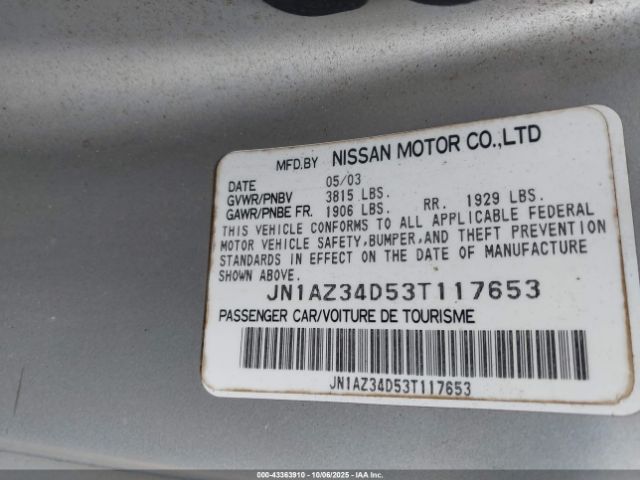 MFD.BY NISSAN MOTOR CO.,LTD
DATE 05/03
GVWR/PNBV 3815 LBS.
GAWR/PNBE FR. 1906 LBS. RR. 1929 LBS.
THIS VEHICLE CONFORMS TO ALL APPLICABLE FEDERAL
MOTOR VEHICLE SAFETY,BUMPER,AND THEFT PREVENTION
STANDARDS IN EFFECT ON THE DATE OF MANUFACTURE
SHOWN ABOVE.
JN1AZ34D53T117653
PASSENGER CAR/VOITURE DE TOURISME
JN1AZ34D53T117653
000-43363910 - 10/06/2025 - IAA Inc.